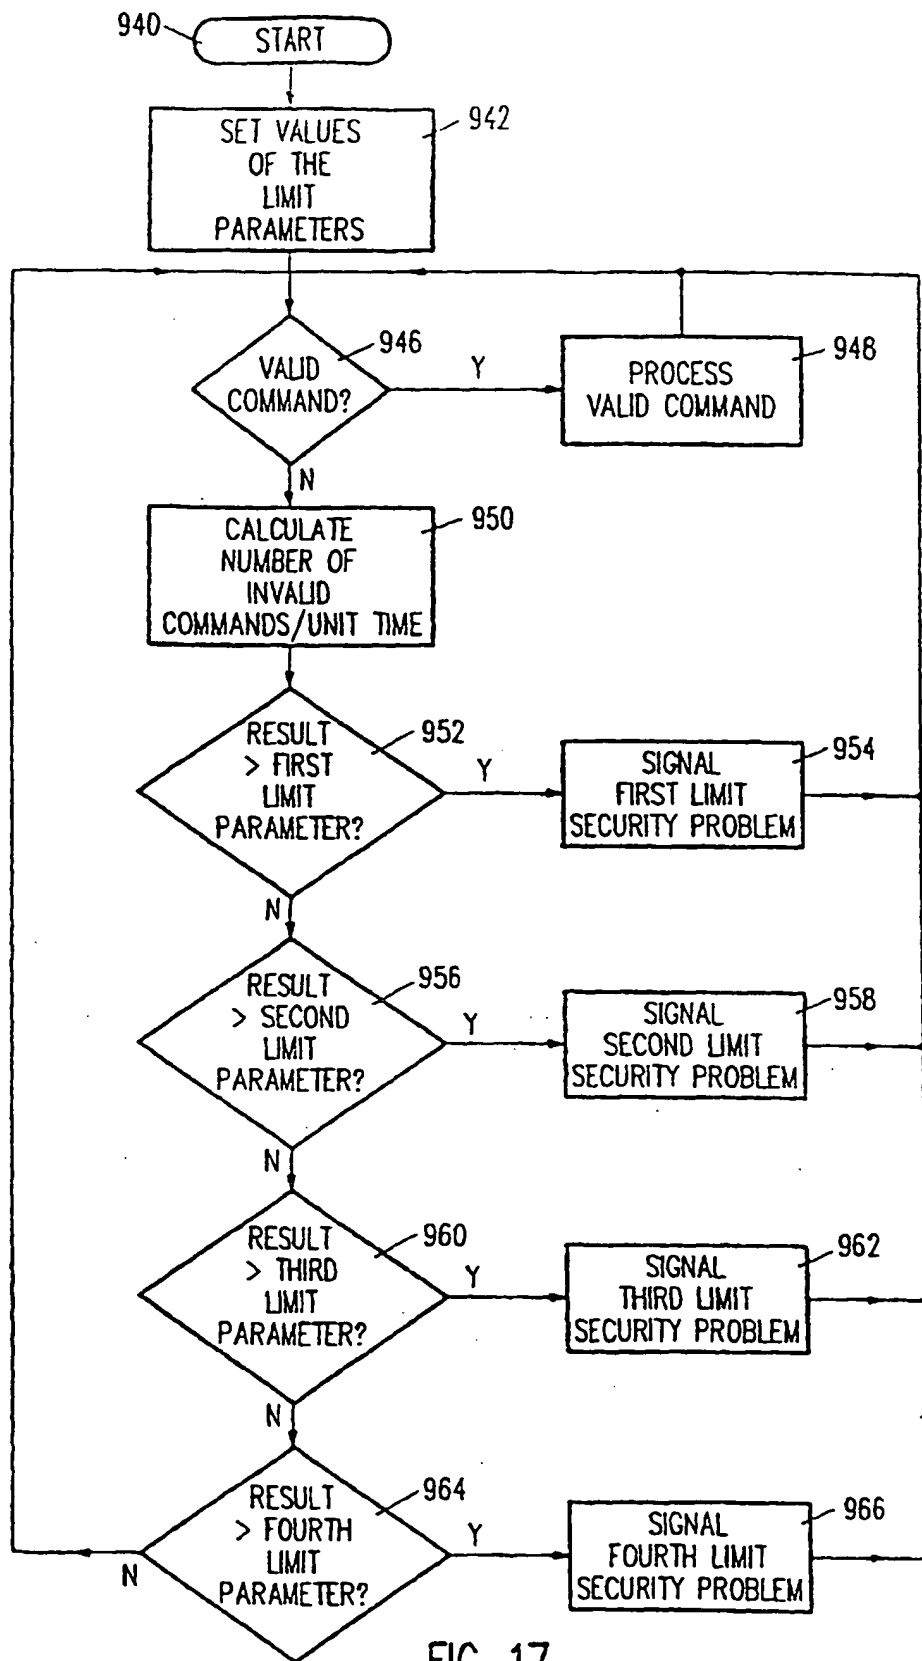 940
START
942
SET VALUES
OF THE
LIMIT
PARAMETERS
946
VALID
COMMAND?
Y
948
PROCESS
VALID COMMAND
N
950
CALCULATE
NUMBER OF
INVALID
COMMANDS/UNIT TIME
952
RESULT
> FIRST
LIMIT
PARAMETER?
Y
954
SIGNAL
FIRST LIMIT
SECURITY PROBLEM
N
956
RESULT
> SECOND
LIMIT
PARAMETER?
Y
958
SIGNAL
SECOND LIMIT
SECURITY PROBLEM
N
960
RESULT
> THIRD
LIMIT
PARAMETER?
Y
962
SIGNAL
THIRD LIMIT
SECURITY PROBLEM
N
964
RESULT
> FOURTH
LIMIT
PARAMETER?
Y
966
SIGNAL
FOURTH LIMIT
SECURITY PROBLEM
N
FIG. 17